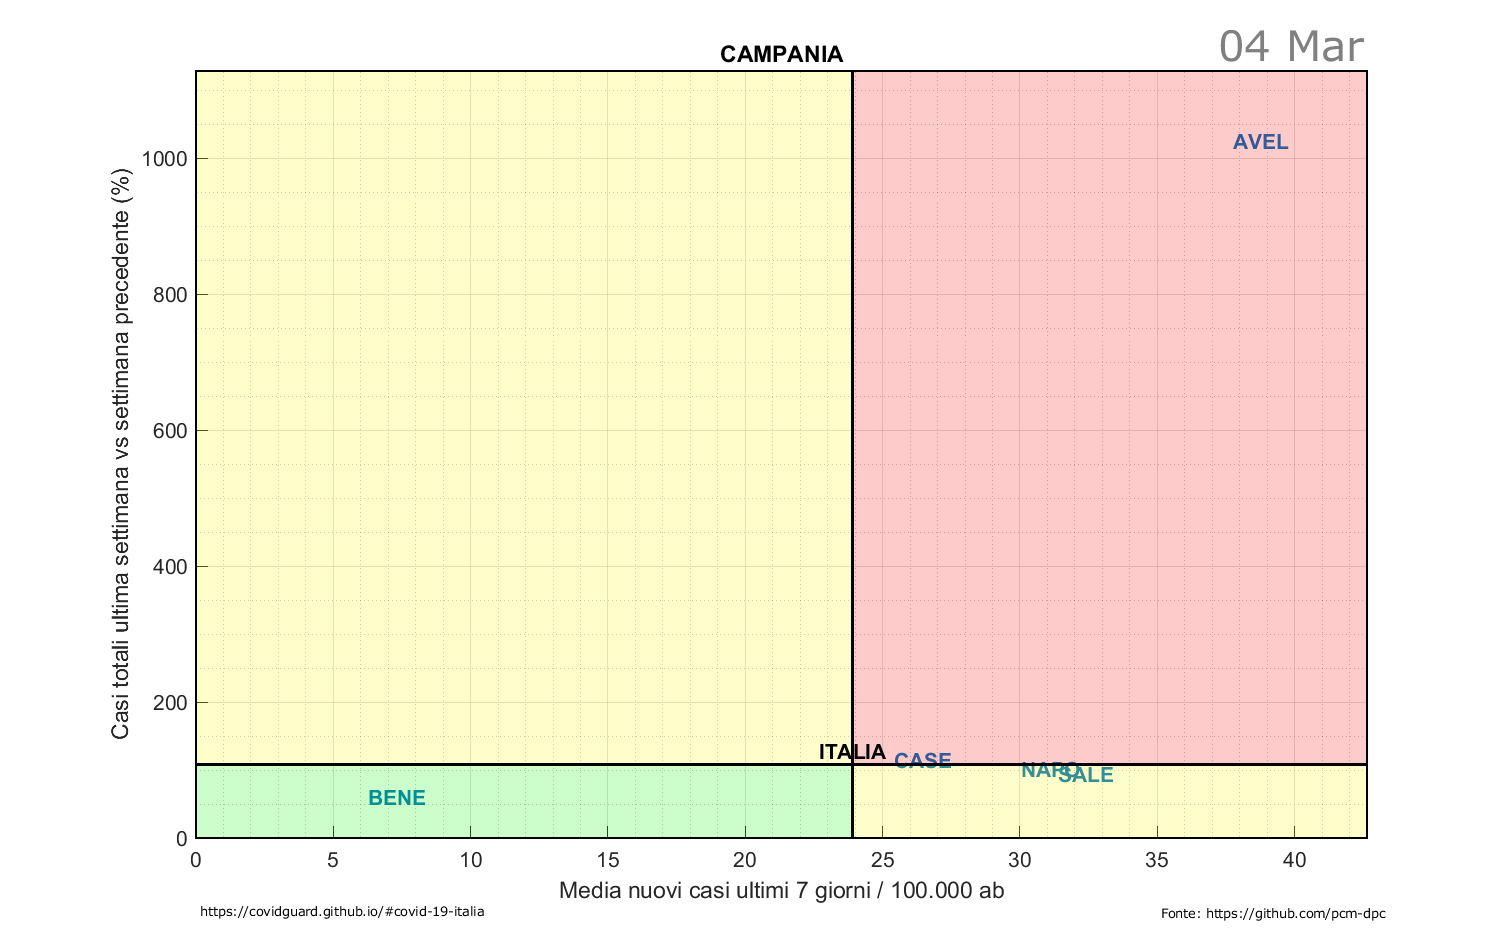 CAMPANIA
04 Mar
Casi totali ultima settimana vs settimana precedente (%)
1000
800
600
400
200
0
AVEL
ITALIA
CASE
NAPO
SALE
BENE
0 5 10 15 20 25 30 35 40
Media nuovi casi ultimi 7 giorni / 100.000 ab
https://covidguard.github.io/#covid-19-italia
Fonte: https://github.com/pcm-dpc